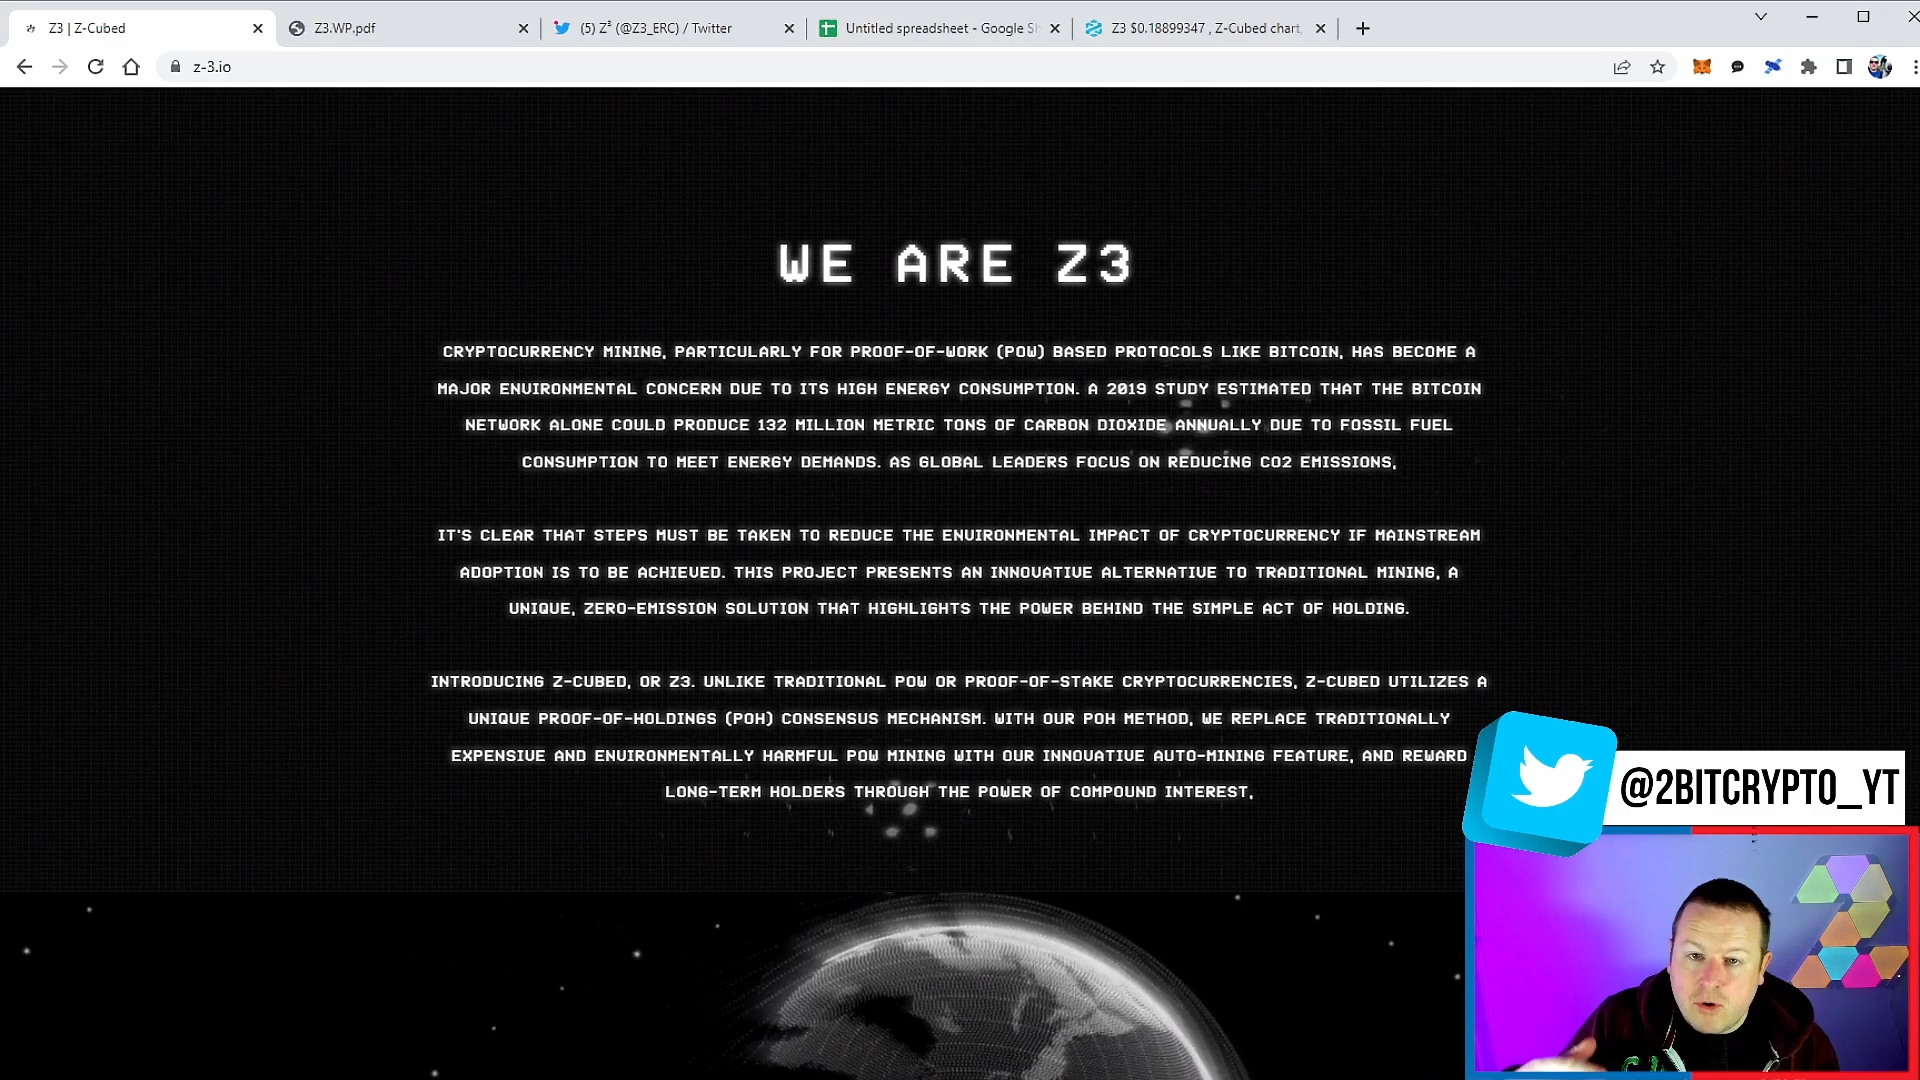 Z3 | Z-Cubed
Z3.WP.pdf
(5) Z³ (@Z3_ERC) / Twitter
Untitled spreadsheet - Google Sh
Z3 $0.18899347 , Z-Cubed chart,
z-3.io
WE ARE Z3
CRYPTOCURRENCY MINING, PARTICULARLY FOR PROOF-OF-WORK (POW) BASED PROTOCOLS LIKE BITCOIN, HAS BECOME A
MAJOR ENVIRONMENTAL CONCERN DUE TO ITS HIGH ENERGY CONSUMPTION. A 2019 STUDY ESTIMATED THAT THE BITCOIN
NETWORK ALONE COULD PRODUCE 132 MILLION METRIC TONS OF CARBON DIOXIDE ANNUALLY DUE TO FOSSIL FUEL
CONSUMPTION TO MEET ENERGY DEMANDS. AS GLOBAL LEADERS FOCUS ON REDUCING CO2 EMISSIONS,
IT'S CLEAR THAT STEPS MUST BE TAKEN TO REDUCE THE ENVIRONMENTAL IMPACT OF CRYPTOCURRENCY IF MAINSTREAM
ADOPTION IS TO BE ACHIEVED. THIS PROJECT PRESENTS AN INNOVATIVE ALTERNATIVE TO TRADITIONAL MINING, A
UNIQUE, ZERO-EMISSION SOLUTION THAT HIGHLIGHTS THE POWER BEHIND THE SIMPLE ACT OF HOLDING.
INTRODUCING Z-CUBED, OR Z3. UNLIKE TRADITIONAL POW OR PROOF-OF-STAKE CRYPTOCURRENCIES, Z-CUBED UTILIZES A
UNIQUE PROOF-OF-HOLDINGS (POH) CONSENSUS MECHANISM. WITH OUR POH METHOD, WE REPLACE TRADITIONALLY
EXPENSIVE AND ENVIRONMENTALLY HARMFUL POW MINING WITH OUR INNOVATIVE AUTO-MINING FEATURE, AND REWARD
LONG-TERM HOLDERS THROUGH THE POWER OF COMPOUND INTEREST.
@2BITCRYPTO_YT